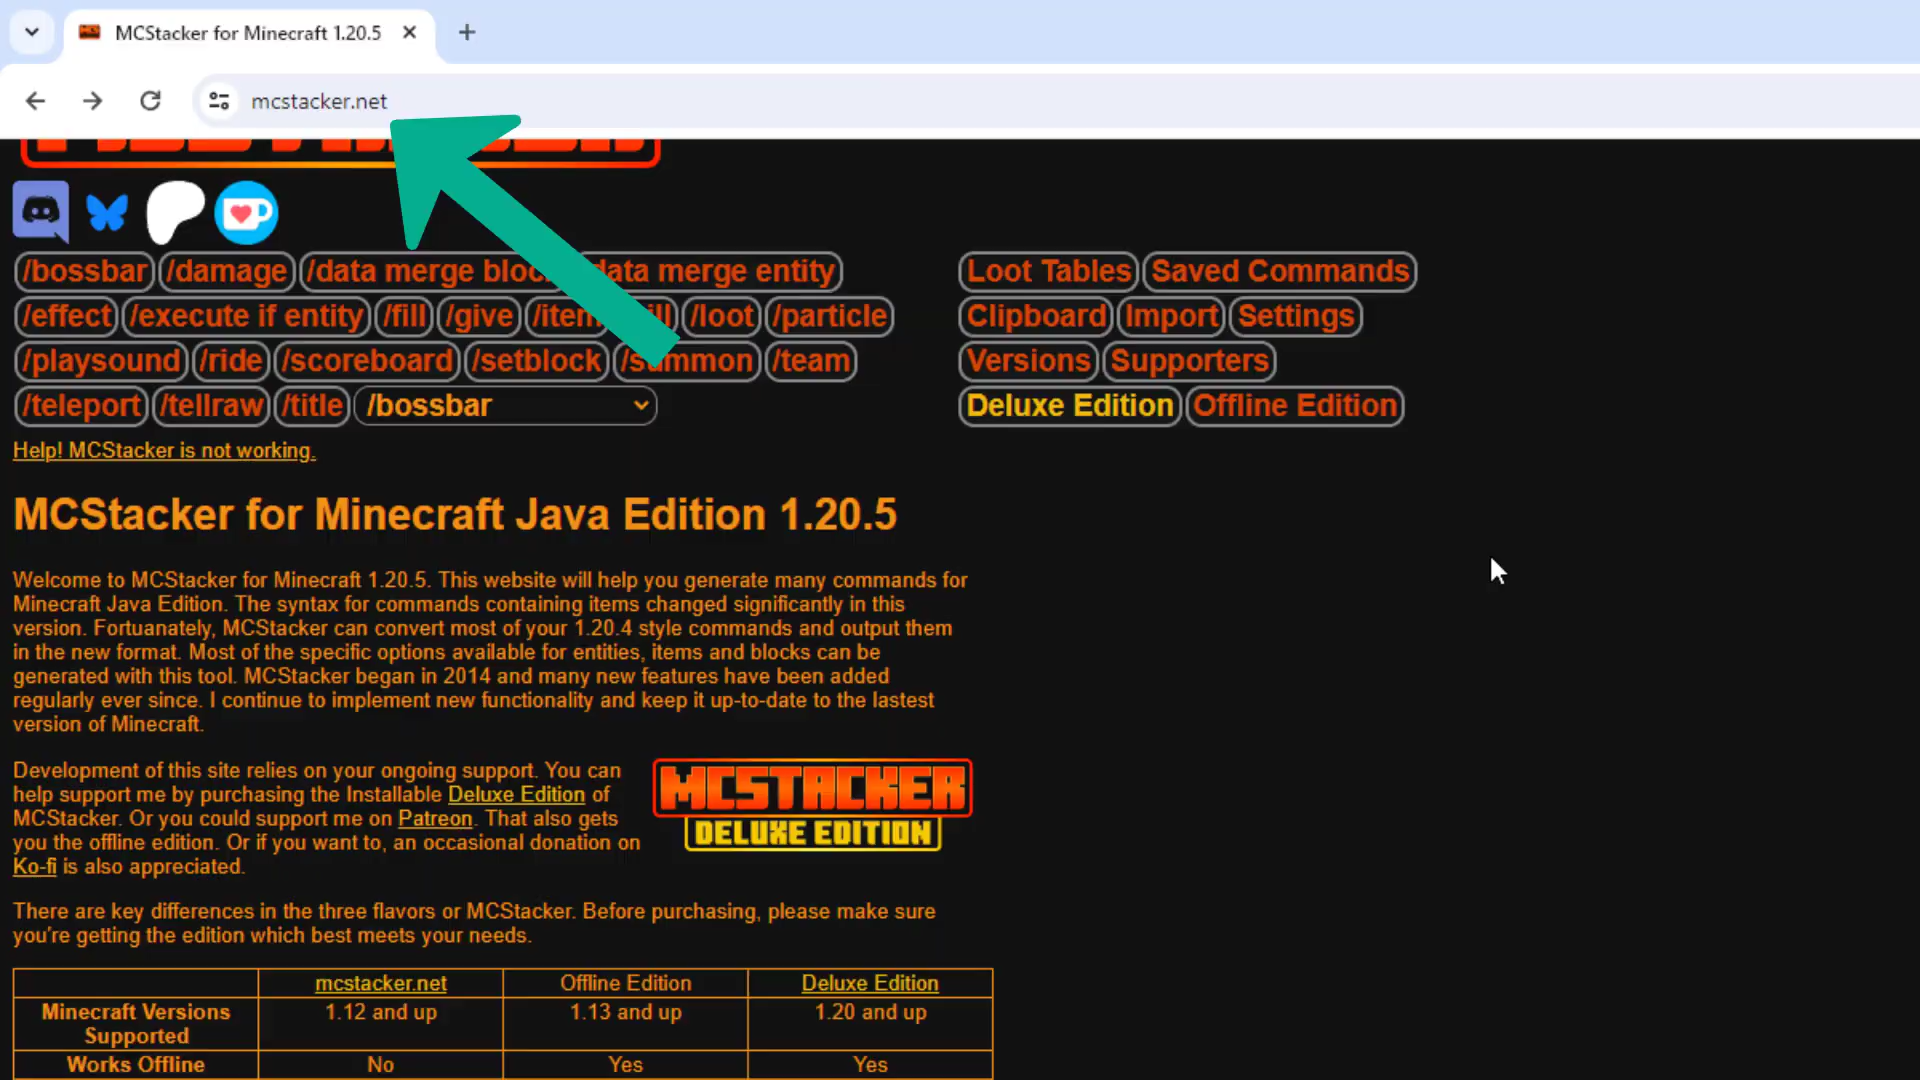 MCStacker for Minecraft 1.20.5
mcstacker.net
/bossbar /damage /data merge block data merge entity
/effect /execute if entity /fill /give /item /loot /particle
/playsound /ride /scoreboard /setblock /summon /team
/teleport /tellraw /title /bossbar
Loot Tables Saved Commands
Clipboard Import Settings
Versions Supporters
Deluxe Edition Offline Edition
Help! MCStacker is not working.
MCStacker for Minecraft Java Edition 1.20.5
Welcome to MCStacker for Minecraft 1.20.5. This website will help you generate many commands for
Minecraft Java Edition. The syntax for commands containing items changed significantly in this
version. Fortuanately, MCStacker can convert most of your 1.20.4 style commands and output them
in the new format. Most of the specific options available for entities, items and blocks can be
generated with this tool. MCStacker began in 2014 and many new features have been added
regularly ever since. I continue to implement new functionality and keep it up-to-date to the lastest
version of Minecraft.
Development of this site relies on your ongoing support. You can
help support me by purchasing the Installable Deluxe Edition of
MCStacker. Or you could support me on Patreon. That also gets
you the offline edition. Or if you want to, an occasional donation on
Ko-fi is also appreciated.
MCSTACKER
DELUXE EDITION
There are key differences in the three flavors or MCStacker. Before purchasing, please make sure
you're getting the edition which best meets your needs.
mcstacker.net Offline Edition Deluxe Edition
Minecraft Versions
Supported 1.12 and up 1.13 and up 1.20 and up
Works Offline No Yes Yes